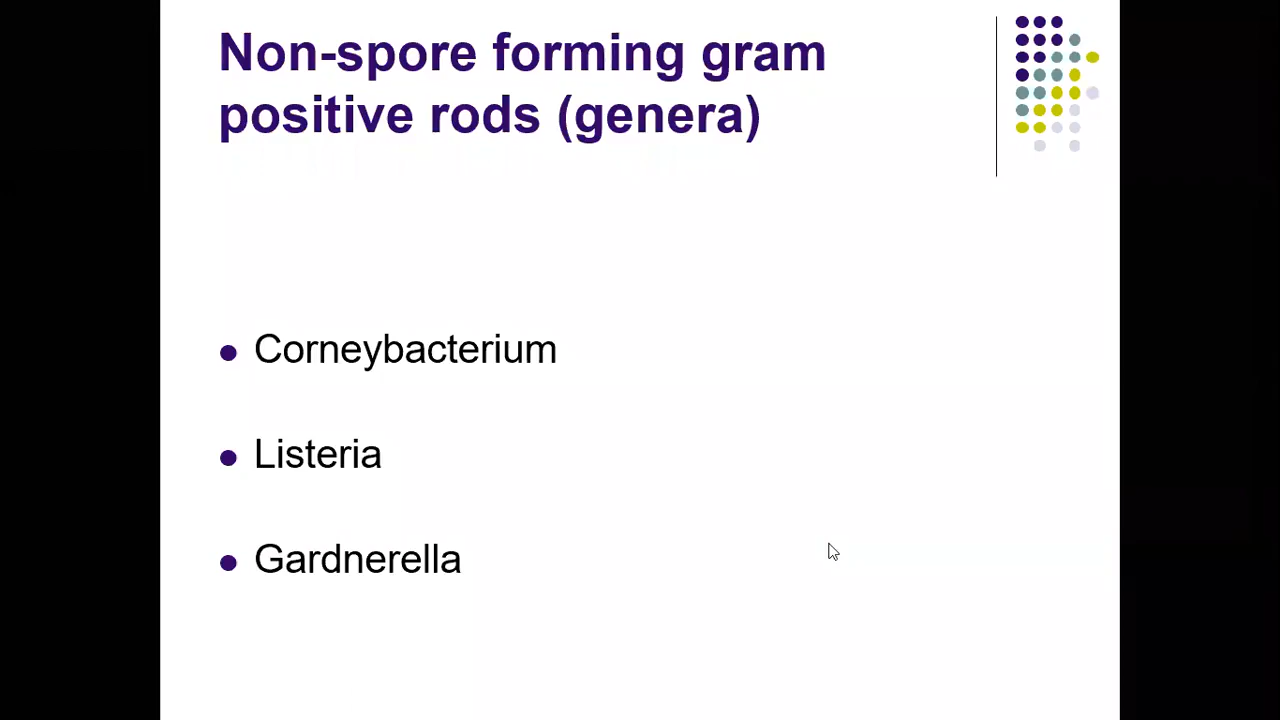 Non-spore forming gram
positive rods (genera)
Corneybacterium
Listeria
Gardnerella